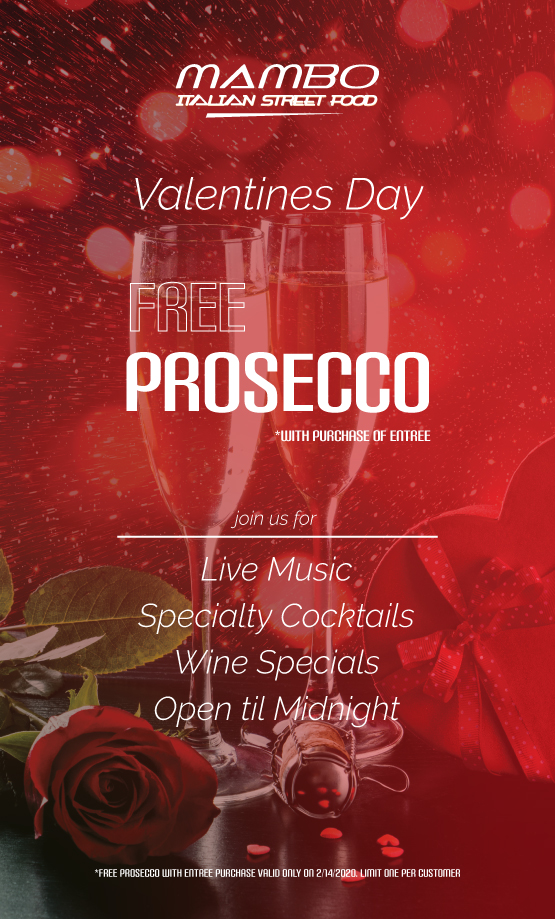 MAMBO
ITALIAN STREET FOOD
Valentines Day
FREE
PROSECCO
*WITH PURCHASE OF ENTREE
join us for
Live Music
Specialty Cocktails
Wine Specials
Open til Midnight
*FREE PROSECCO WITH ENTREE PURCHASE VALID ONLY ON 2/14/2020. LIMIT ONE PER CUSTOMER